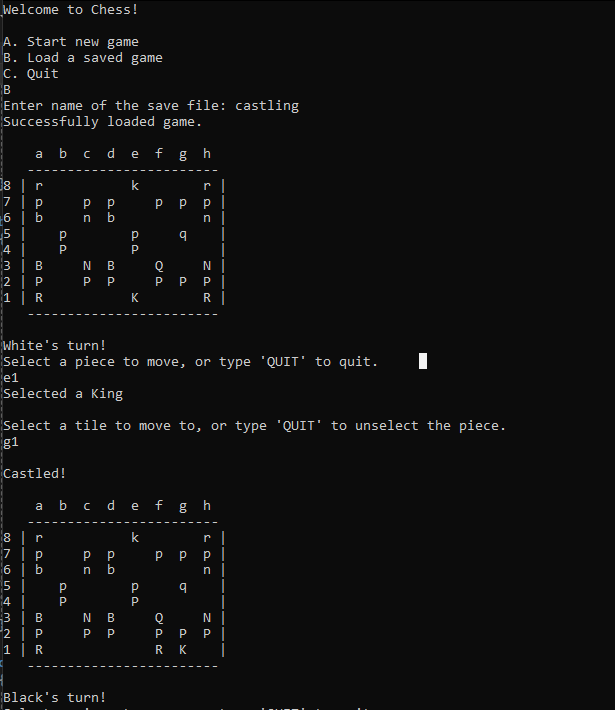 Welcome to Chess!

A. Start new game
B. Load a saved game
C. Quit
B
Enter name of the save file: castling
Successfully loaded game.

    a  b  c  d  e  f  g  h
   ------------------------
8 | r           k        r |
7 | p     p  p     p  p  p |
6 | b     n  b           n |
5 |    p        p     q    |
4 |    P        P          |
3 | B     N  B     Q     N |
2 | P     P  P     P  P  P |
1 | R           K        R |
   ------------------------

White's turn!
Select a piece to move, or type 'QUIT' to quit.
e1
Selected a King

Select a tile to move to, or type 'QUIT' to unselect the piece.
g1

Castled!

    a  b  c  d  e  f  g  h
   ------------------------
8 | r           k        r |
7 | p     p  p     p  p  p |
6 | b     n  b           n |
5 |    p        p     q    |
4 |    P        P          |
3 | B     N  B     Q     N |
2 | P     P  P     P  P  P |
1 | R              R  K    |
   ------------------------

Black's turn!